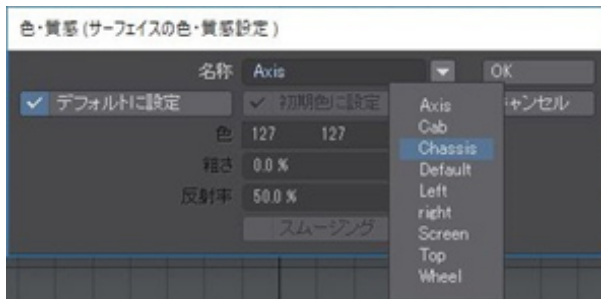 色・質感 (サーフェイスの色・質感設定)
名称 Axis OK
デフォルトに設定 初期色に設定 キャンセル
色 127 127
粗さ 0.0 %
反射率 50.0 %
スムージング
Axis
Cab
Chassis
Default
Left
right
Screen
Top
Wheel